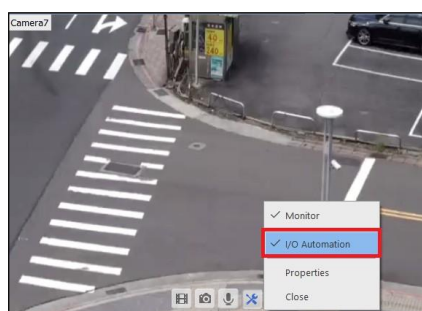 Camera7
40
140
Monitor
I/O Automation
Properties
Close